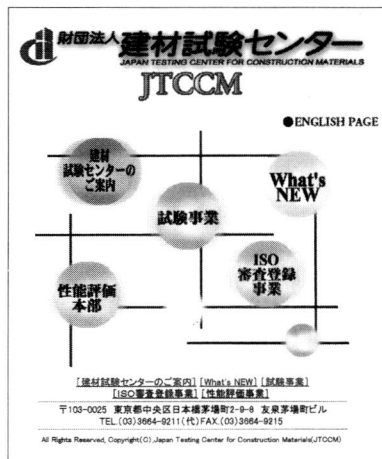 財団法人 建材試験センター
JAPAN TESTING CENTER FOR CONSTRUCTION MATERIALS
JTCCM
●ENGLISH PAGE
建材
試験センターの
ご案内
What's
NEW
試験事業
ISO
審査登録
事業
性能評価
本部
[建材試験センターのご案内] [What's NEW] [試験事業]
[ISO審査登録事業] [性能評価事業]
〒103-0025 東京都中央区日本橋茅場町2-9-8 友泉茅場町ビル
TEL.(03)3664-9211(代)FAX.(03)3664-9215
All Rights Reserved, Copyright(C),Japan Testing Center for Construction Materials(JTCCM)